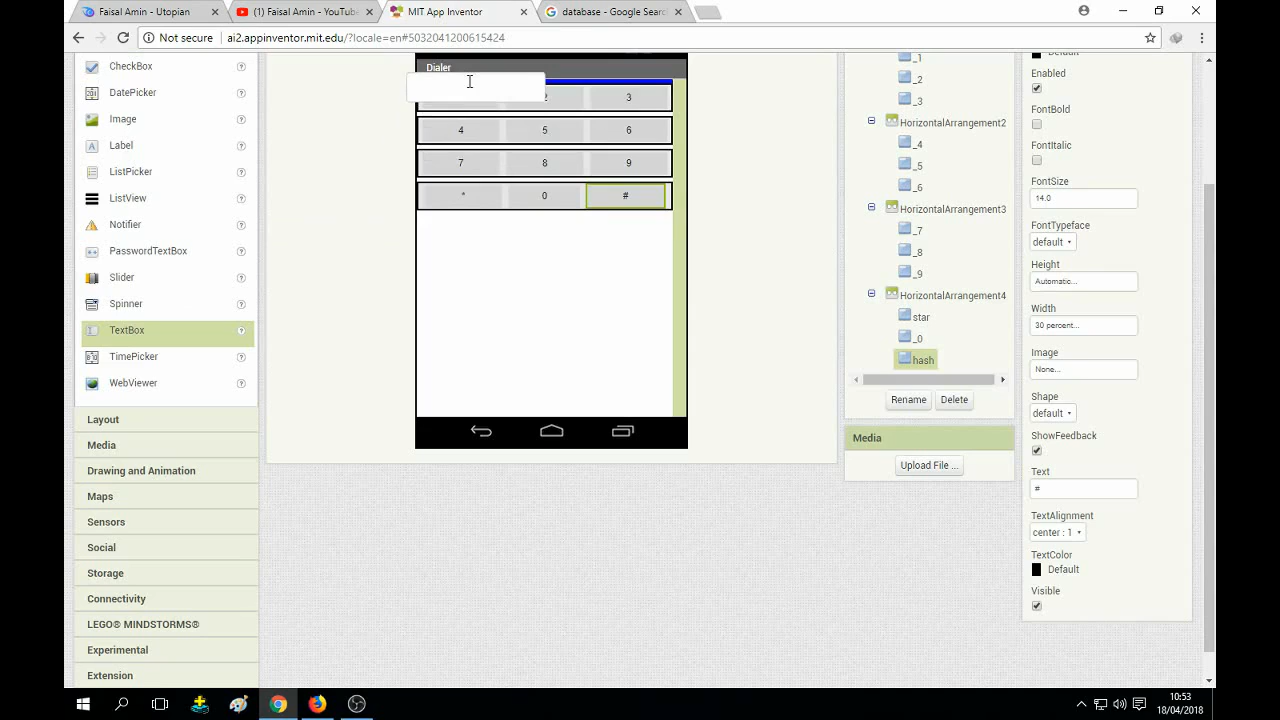 Faisal Amin - Utopian
(1) Faisal Amin - YouTube
MIT App Inventor
database - Google Search
Not secure
ai2.appinventor.mit.edu/?locale=en#5032041200615424
CheckBox
DatePicker
Image
Label
ListPicker
ListView
Notifier
PasswordTextBox
Slider
Spinner
TextBox
TimePicker
WebViewer
Layout
Media
Drawing and Animation
Maps
Sensors
Social
Storage
Connectivity
LEGO® MINDSTORMS®
Experimental
Extension
Dialer
2 3
4 5 6
7 8 9
* 0 #
_1
_2
_3
HorizontalArrangement2
_4
_5
_6
HorizontalArrangement3
_7
_8
_9
HorizontalArrangement4
star
_0
hash
Rename Delete
Media
Upload File ...
Default
Enabled
FontBold
FontItalic
FontSize
14.0
FontTypeface
default
Height
Automatic...
Width
30 percent...
Image
None...
Shape
default
ShowFeedback
Text
#
TextAlignment
center : 1
TextColor
Default
Visible
10:53
18/04/2018